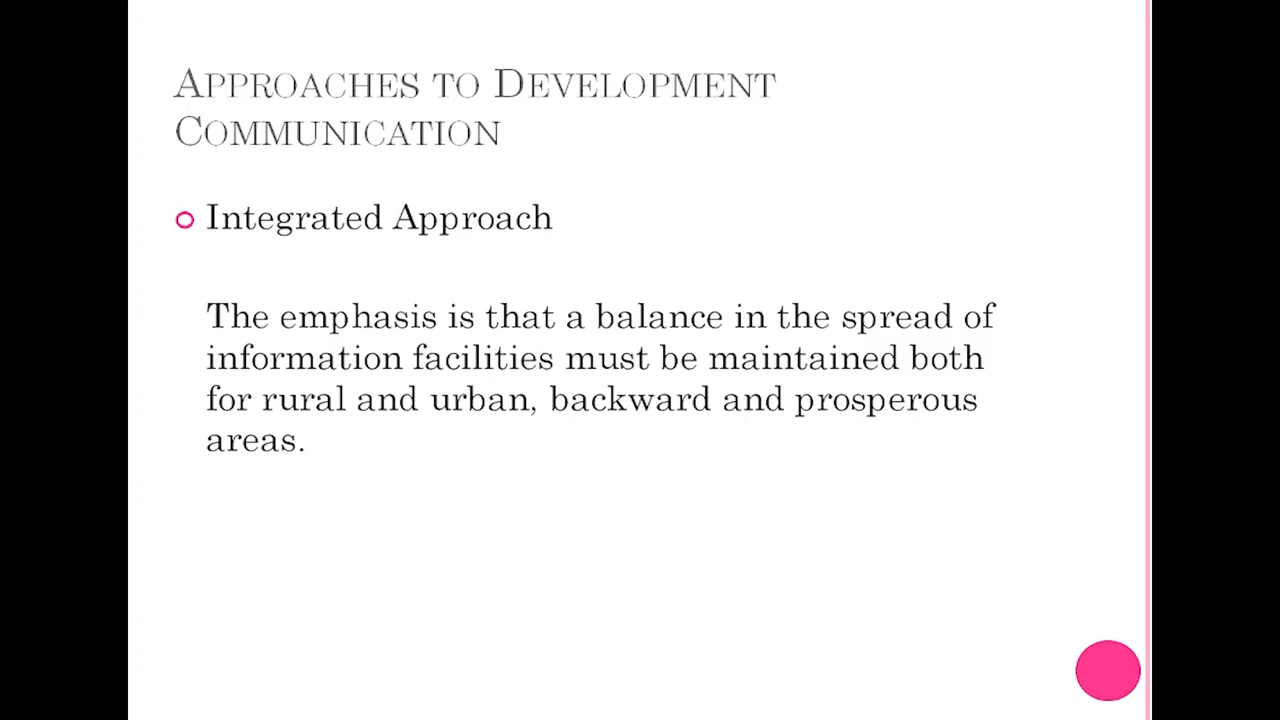 APPROACHES TO DEVELOPMENT
COMMUNICATION
Integrated Approach
The emphasis is that a balance in the spread of
information facilities must be maintained both
for rural and urban, backward and prosperous
areas.